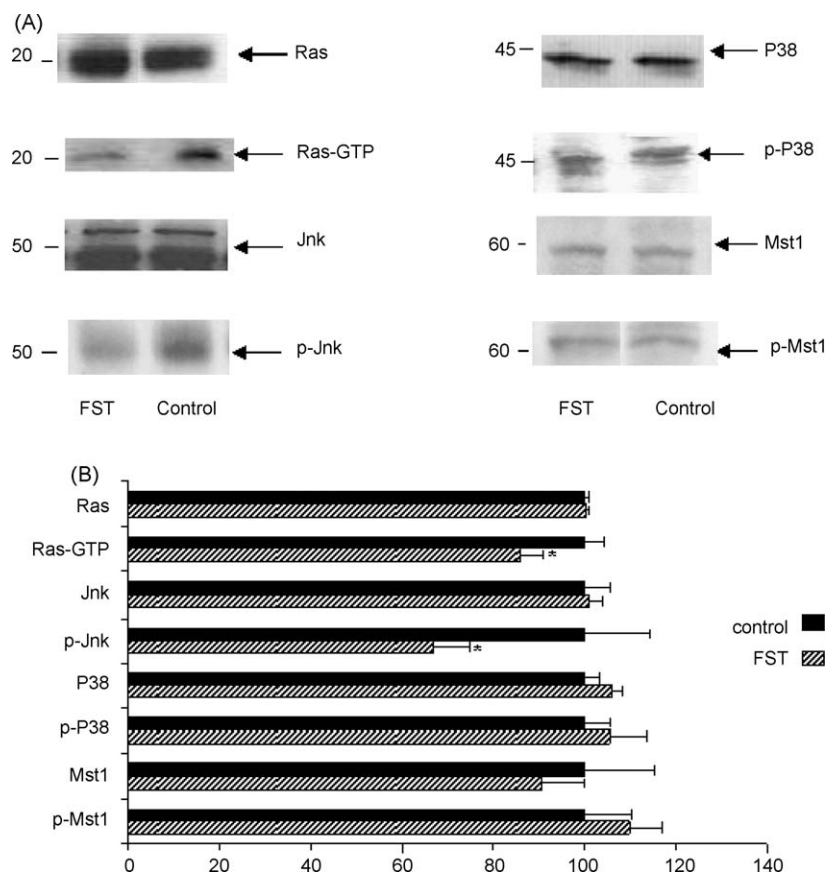 (A)
20 – Ras
20 – Ras-GTP
50 – Jnk
50 – p-Jnk
FST Control
45 – P38
45 – p-P38
60 – Mst1
60 – p-Mst1
FST Control
(B)
Ras
Ras-GTP *
Jnk
p-Jnk *
P38
p-P38
Mst1
p-Mst1
0 20 40 60 80 100 120 140
control
FST